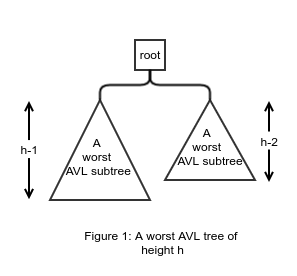 root
h-1
A
worst
AVL subtree
A
worst
AVL subtree
h-2
Figure 1: A worst AVL tree of
height h